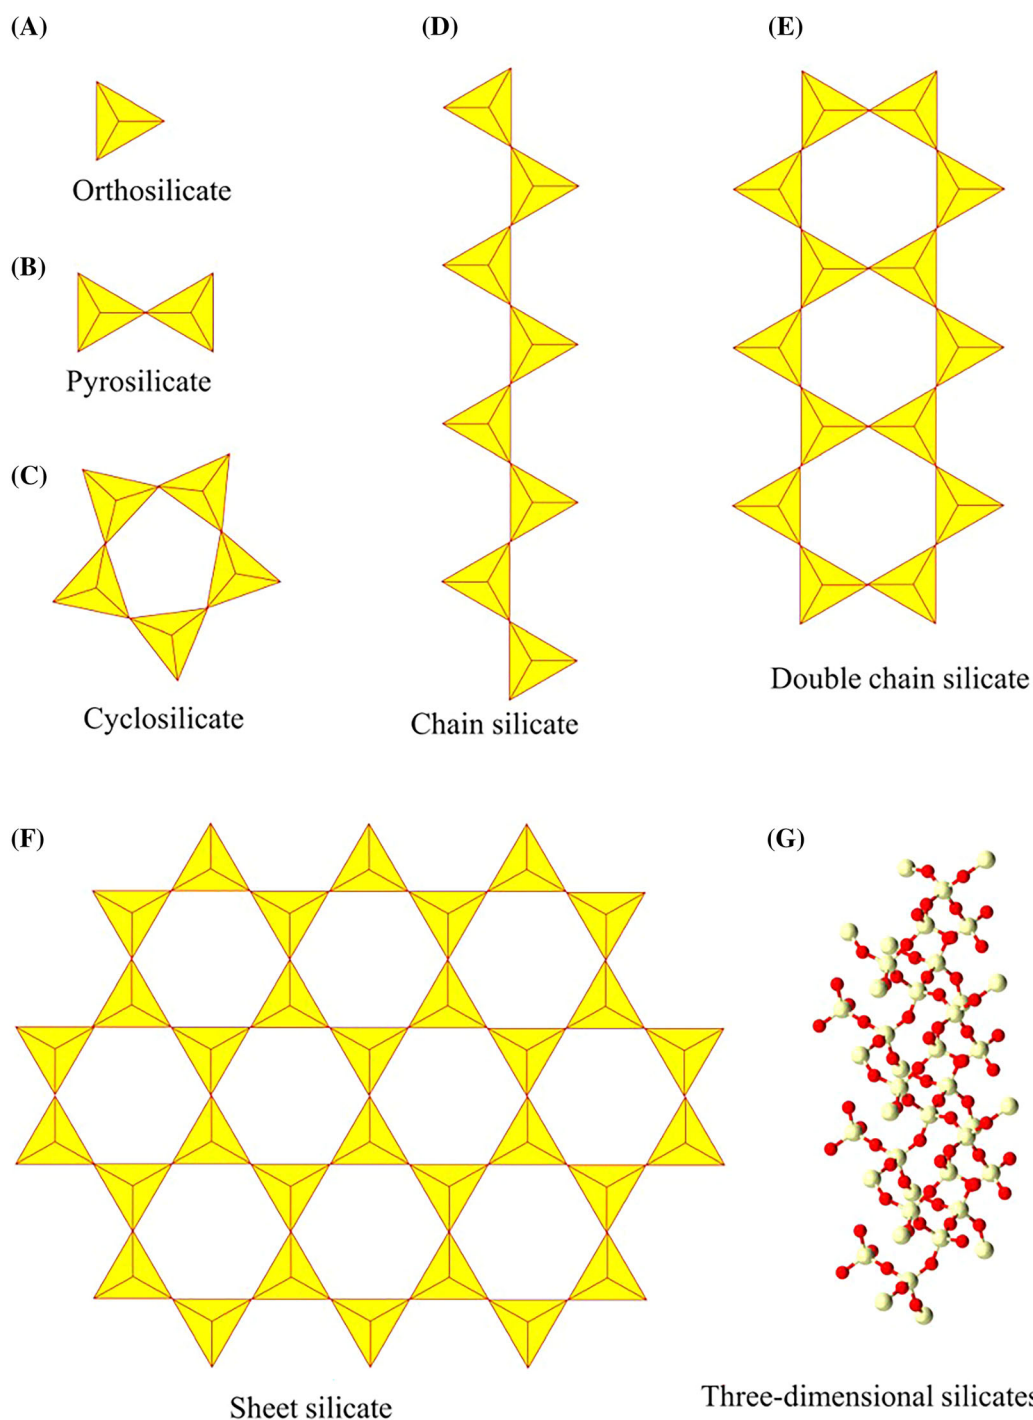 (A)
Orthosilicate
(B)
Pyrosilicate
(C)
Cyclosilicate
(D)
Chain silicate
(E)
Double chain silicate
(F)
Sheet silicate
(G)
Three-dimensional silicates